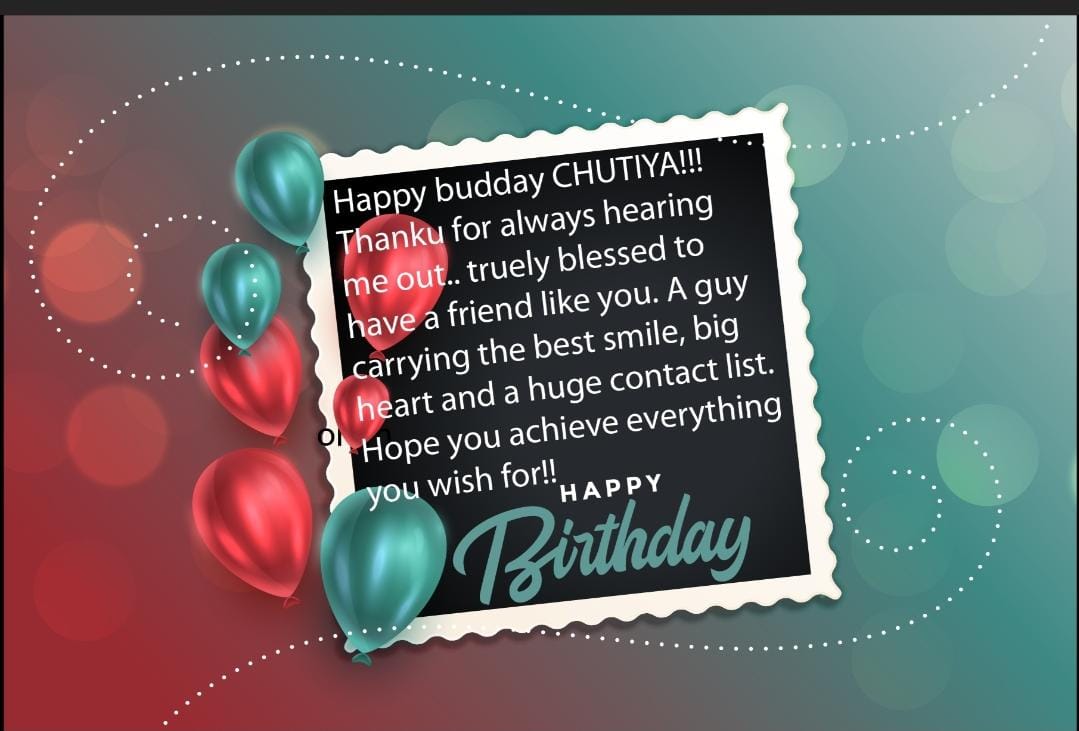 Happy budday CHUTIYA!!!
Thanku for always hearing
me out.. truely blessed to
have a friend like you. A guy
carrying the best smile, big
heart and a huge contact list.
Hope you achieve everything
you wish for!!
HAPPY
Birthday